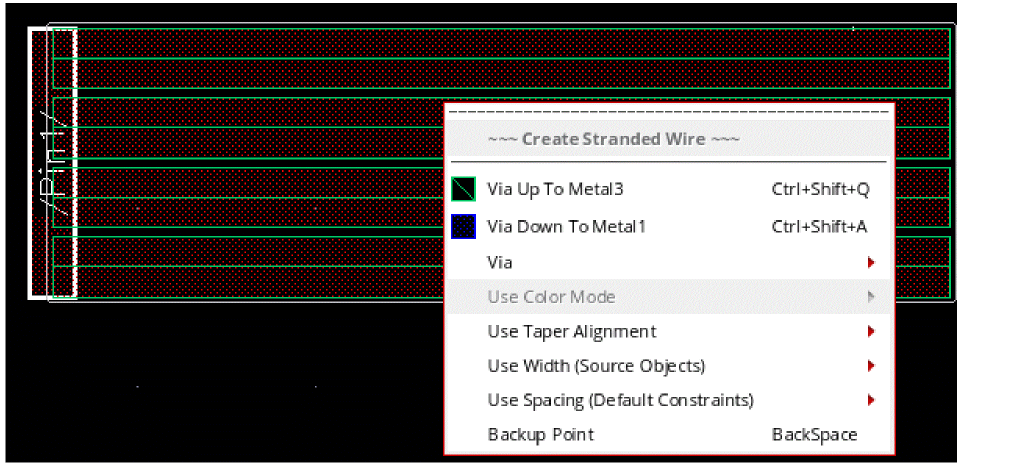 /Pin1/
~~~ Create Stranded Wire ~~~
Via Up To Metal3 Ctrl+Shift+Q
Via Down To Metal1 Ctrl+Shift+A
Via
Use Color Mode
Use Taper Alignment
Use Width (Source Objects)
Use Spacing (Default Constraints)
Backup Point BackSpace